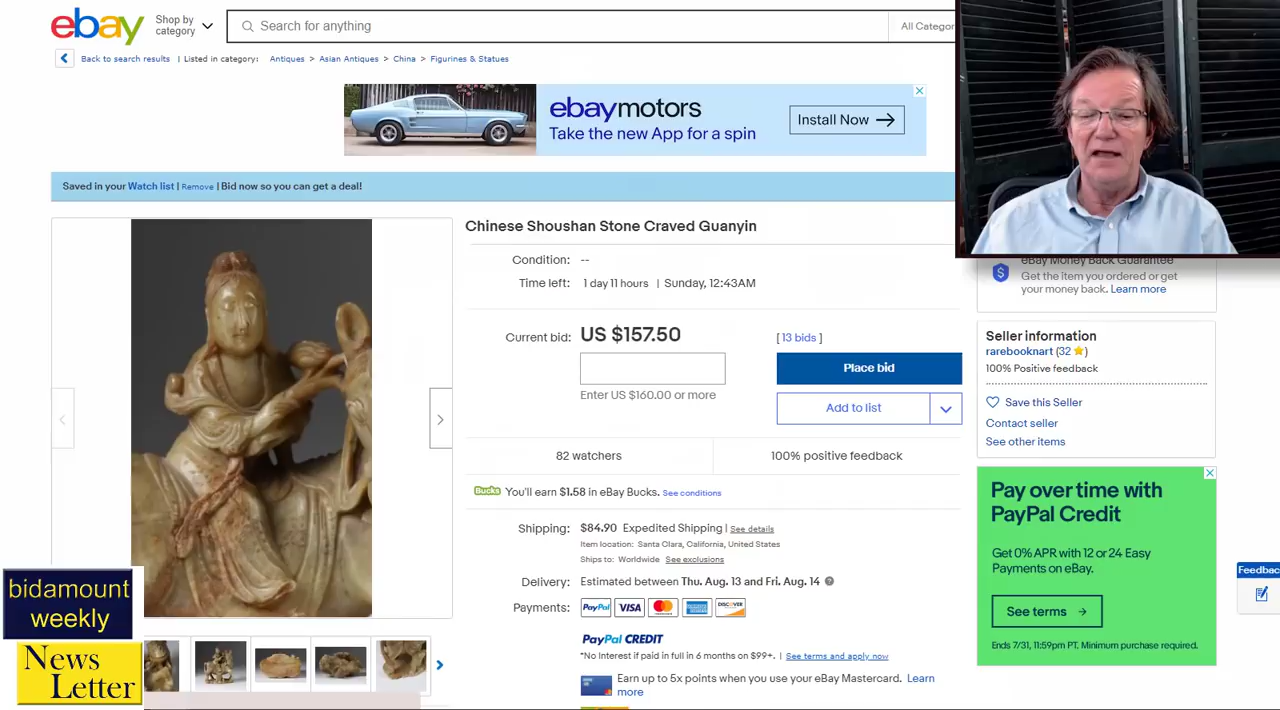 ebay
Shop by
category
Search for anything
All Categor
Back to search results | Listed in category: Antiques > Asian Antiques > China > Figurines & Statues
ebay motors
Take the new App for a spin
Install Now
Saved in your Watch list | Remove | Bid now so you can get a deal!
Chinese Shoushan Stone Craved Guanyin
Condition: --
Time left: 1 day 11 hours | Sunday, 12:43AM
Current bid: US $157.50 [ 13 bids ]
Place bid
Enter US $160.00 or more
Add to list
82 watchers
100% positive feedback
Bucks You'll earn $1.58 in eBay Bucks. See conditions
Shipping: $84.90 Expedited Shipping | See details
Item location: Santa Clara, California, United States
Ships to: Worldwide See exclusions
Delivery: Estimated between Thu. Aug. 13 and Fri. Aug. 14
Payments: PayPal VISA DISCOVER
PayPal CREDIT
*No Interest if paid in full in 6 months on $99+. | See terms and apply now
Earn up to 5x points when you use your eBay Mastercard. Learn
more
eBay Money Back Guarantee
Get the item you ordered or get
your money back. Learn more
Seller information
rarebooknart (32 )
100% Positive feedback
Save this Seller
Contact seller
See other items
Pay over time with
PayPal Credit
Get 0% APR with 12 or 24 Easy
Payments on eBay.
See terms
Ends 7/31, 11:59pm PT. Minimum purchase required.
Feedbac
bidamount
weekly
News
Letter